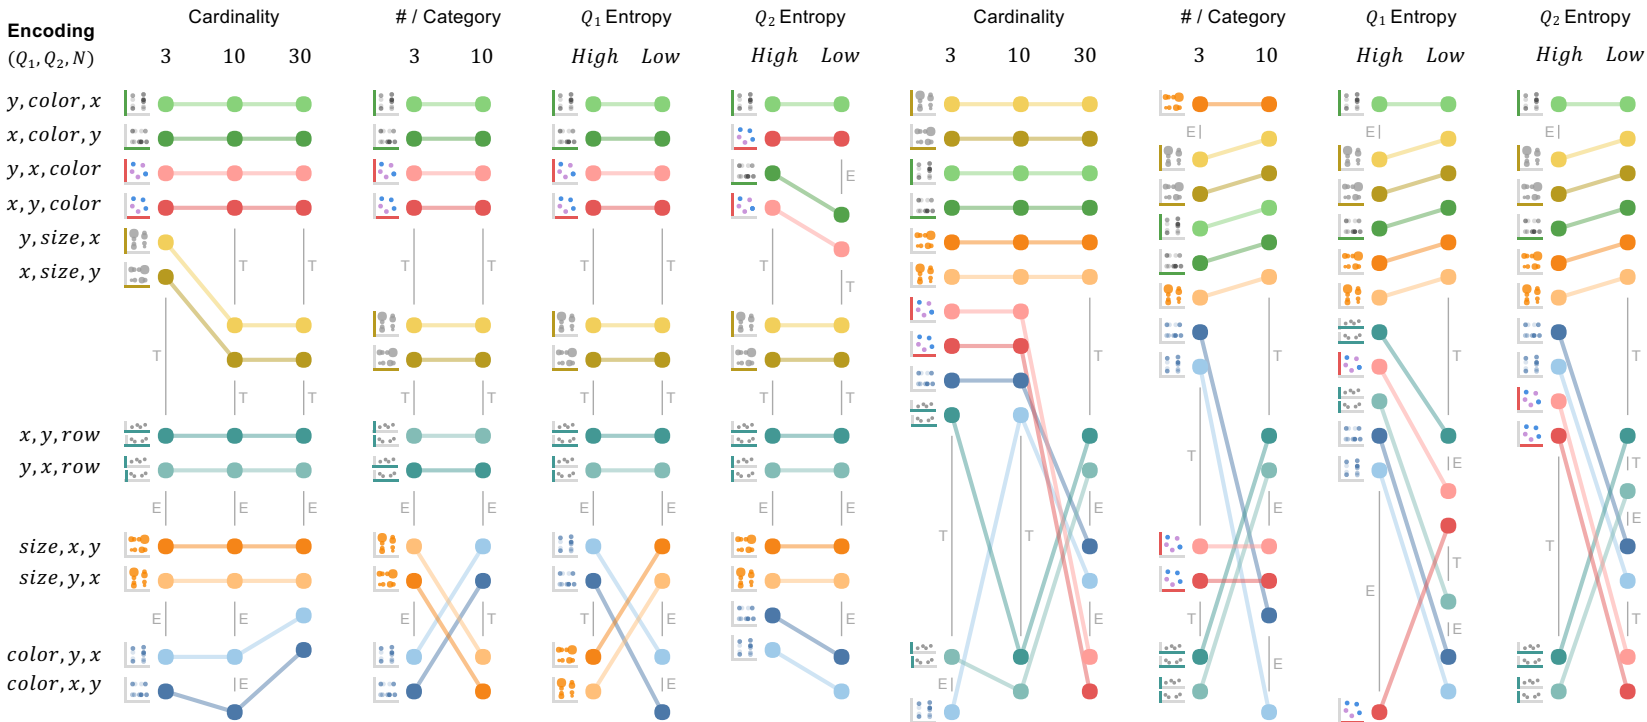 Cardinality # / Category Q₁ Entropy Q₂ Entropy Cardinality # / Category Q₁ Entropy Q₂ Entropy
Encoding
(Q₁, Q₂, N) 3 10 30 3 10 High Low High Low 3 10 30 3 10 High Low High Low
y, color, x
x, color, y E E E
y, x, color E
x, y, color
y, size, x T T T T T T T
x, size, y T
T T T T
T T T T T T T T
x, y, row
y, x, row T E T
E E E E E E E T E E
size, x, y T T T T
size, y, x T
E E E T E T E T E E T
color, y, x E
color, x, y E E E